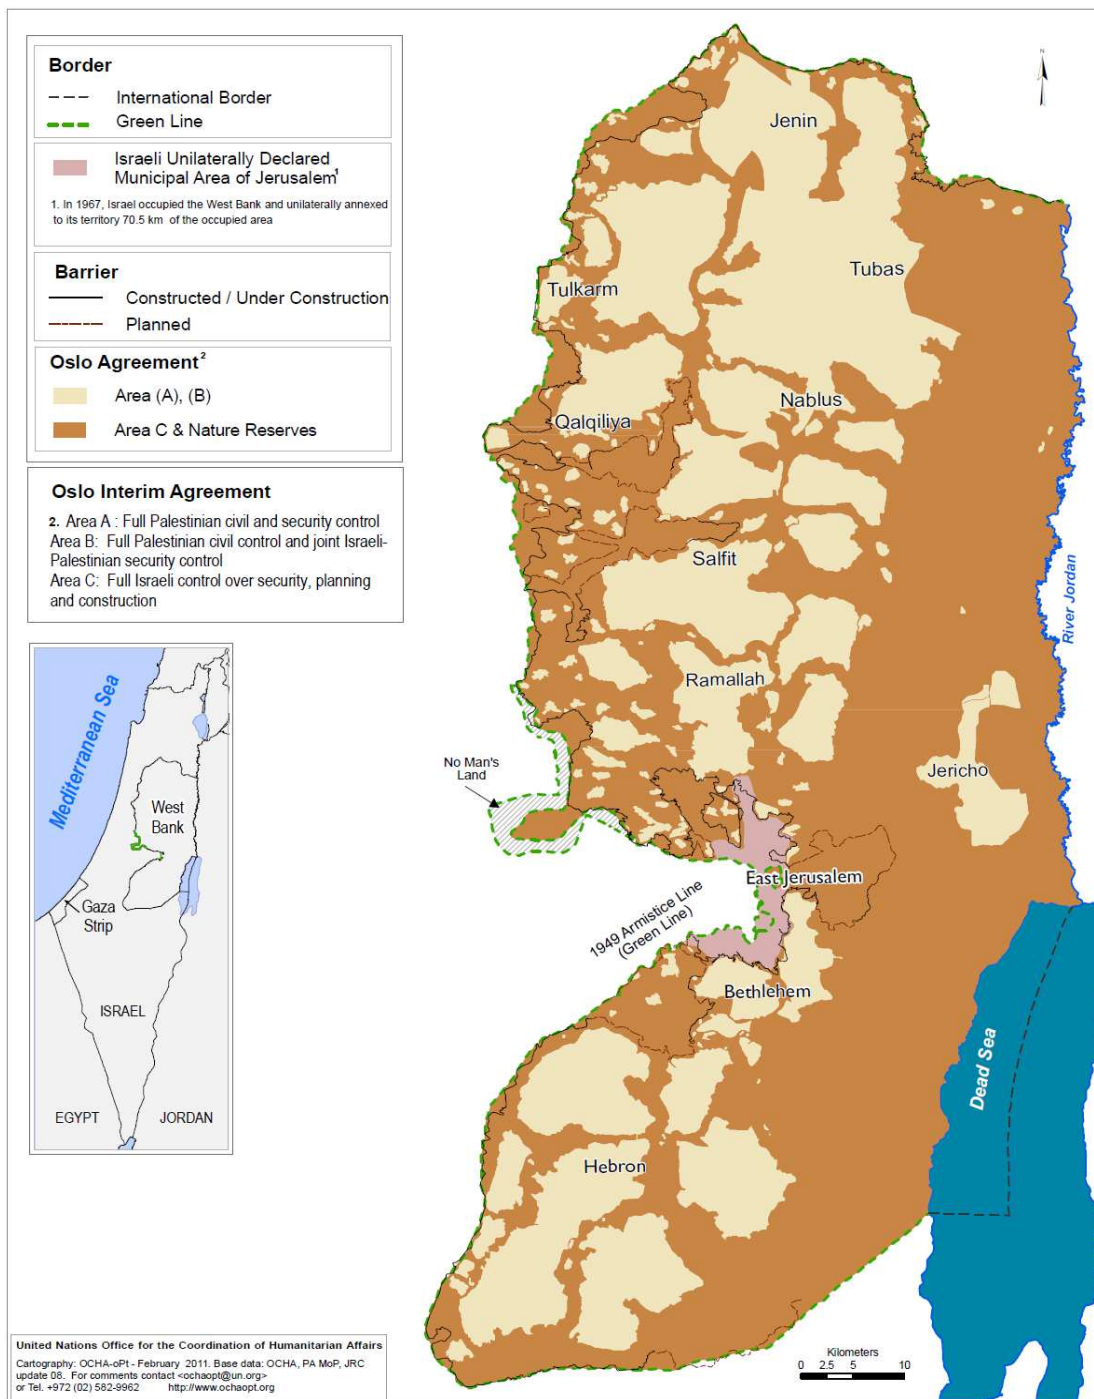 Border
International Border
Green Line
Israeli Unilaterally Declared
Municipal Area of Jerusalem¹
1. In 1967, Israel occupied the West Bank and unilaterally annexed
to its territory 70.5 km of the occupied area
Barrier
Constructed / Under Construction
Planned
Oslo Agreement²
Area (A), (B)
Area C & Nature Reserves
Oslo Interim Agreement
2. Area A : Full Palestinian civil and security control
Area B: Full Palestinian civil control and joint Israeli-
Palestinian security control
Area C: Full Israeli control over security, planning
and construction
Mediterranean Sea
West
Bank
Gaza
Strip
ISRAEL
EGYPT
JORDAN
N
Jenin
Tubas
Tulkarm
Nablus
Qalqiliya
Salfit
River Jordan
Ramallah
No Man's
Land
Jericho
East Jerusalem
1949 Armistice Line
(Green Line)
Bethlehem
Dead Sea
Hebron
Kilometers
0 2.5 5 10
United Nations Office for the Coordination of Humanitarian Affairs
Cartography: OCHA-oPt - February 2011. Base data: OCHA, PA MoP, JRC
update 08. For comments contact <ochaopt@un.org>
or Tel. +972 (02) 582-9962 http://www.ochaopt.org